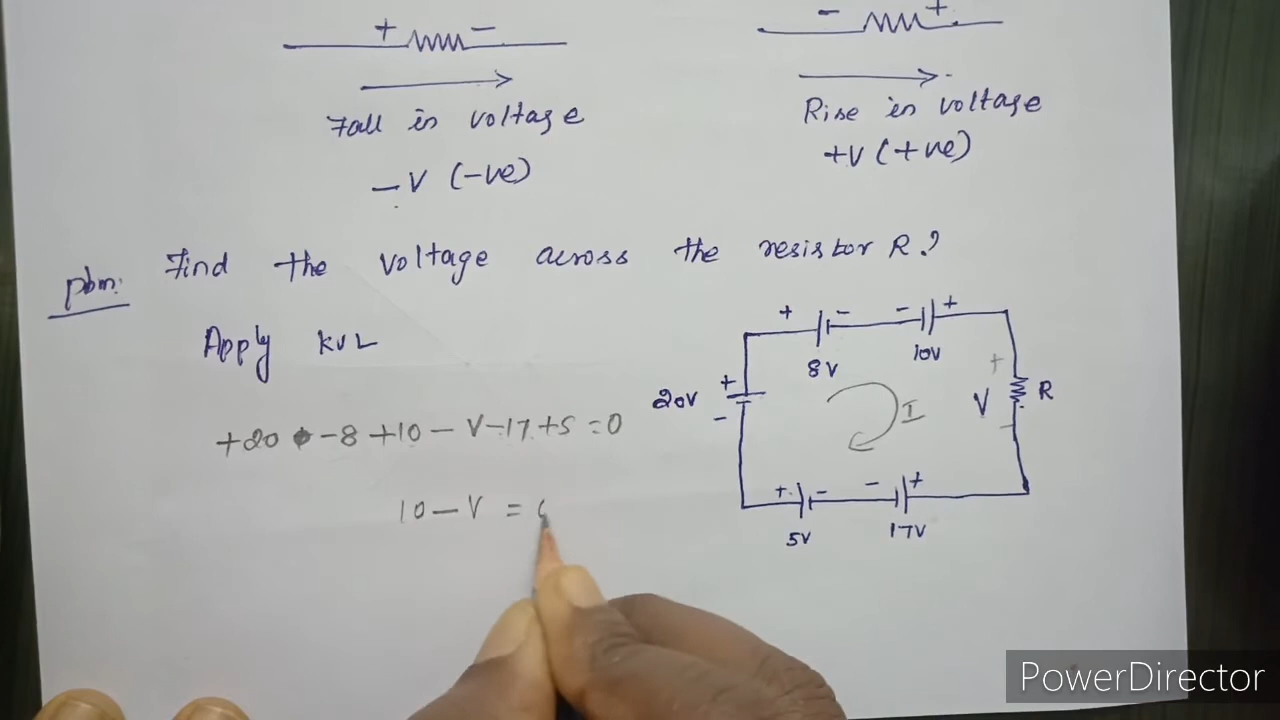 + -
- +
Fall in voltage
Rise in voltage
-V (-ve)
+V (+ve)
pbm: Find the voltage across the resistor R?
Apply KVL
+ - - +
8V
10V
+
20V
-
+
V
R
-
I
+20 -8 +10 - V -17 +5 = 0
10 - V =
+ - - +
5V
17V
PowerDirector